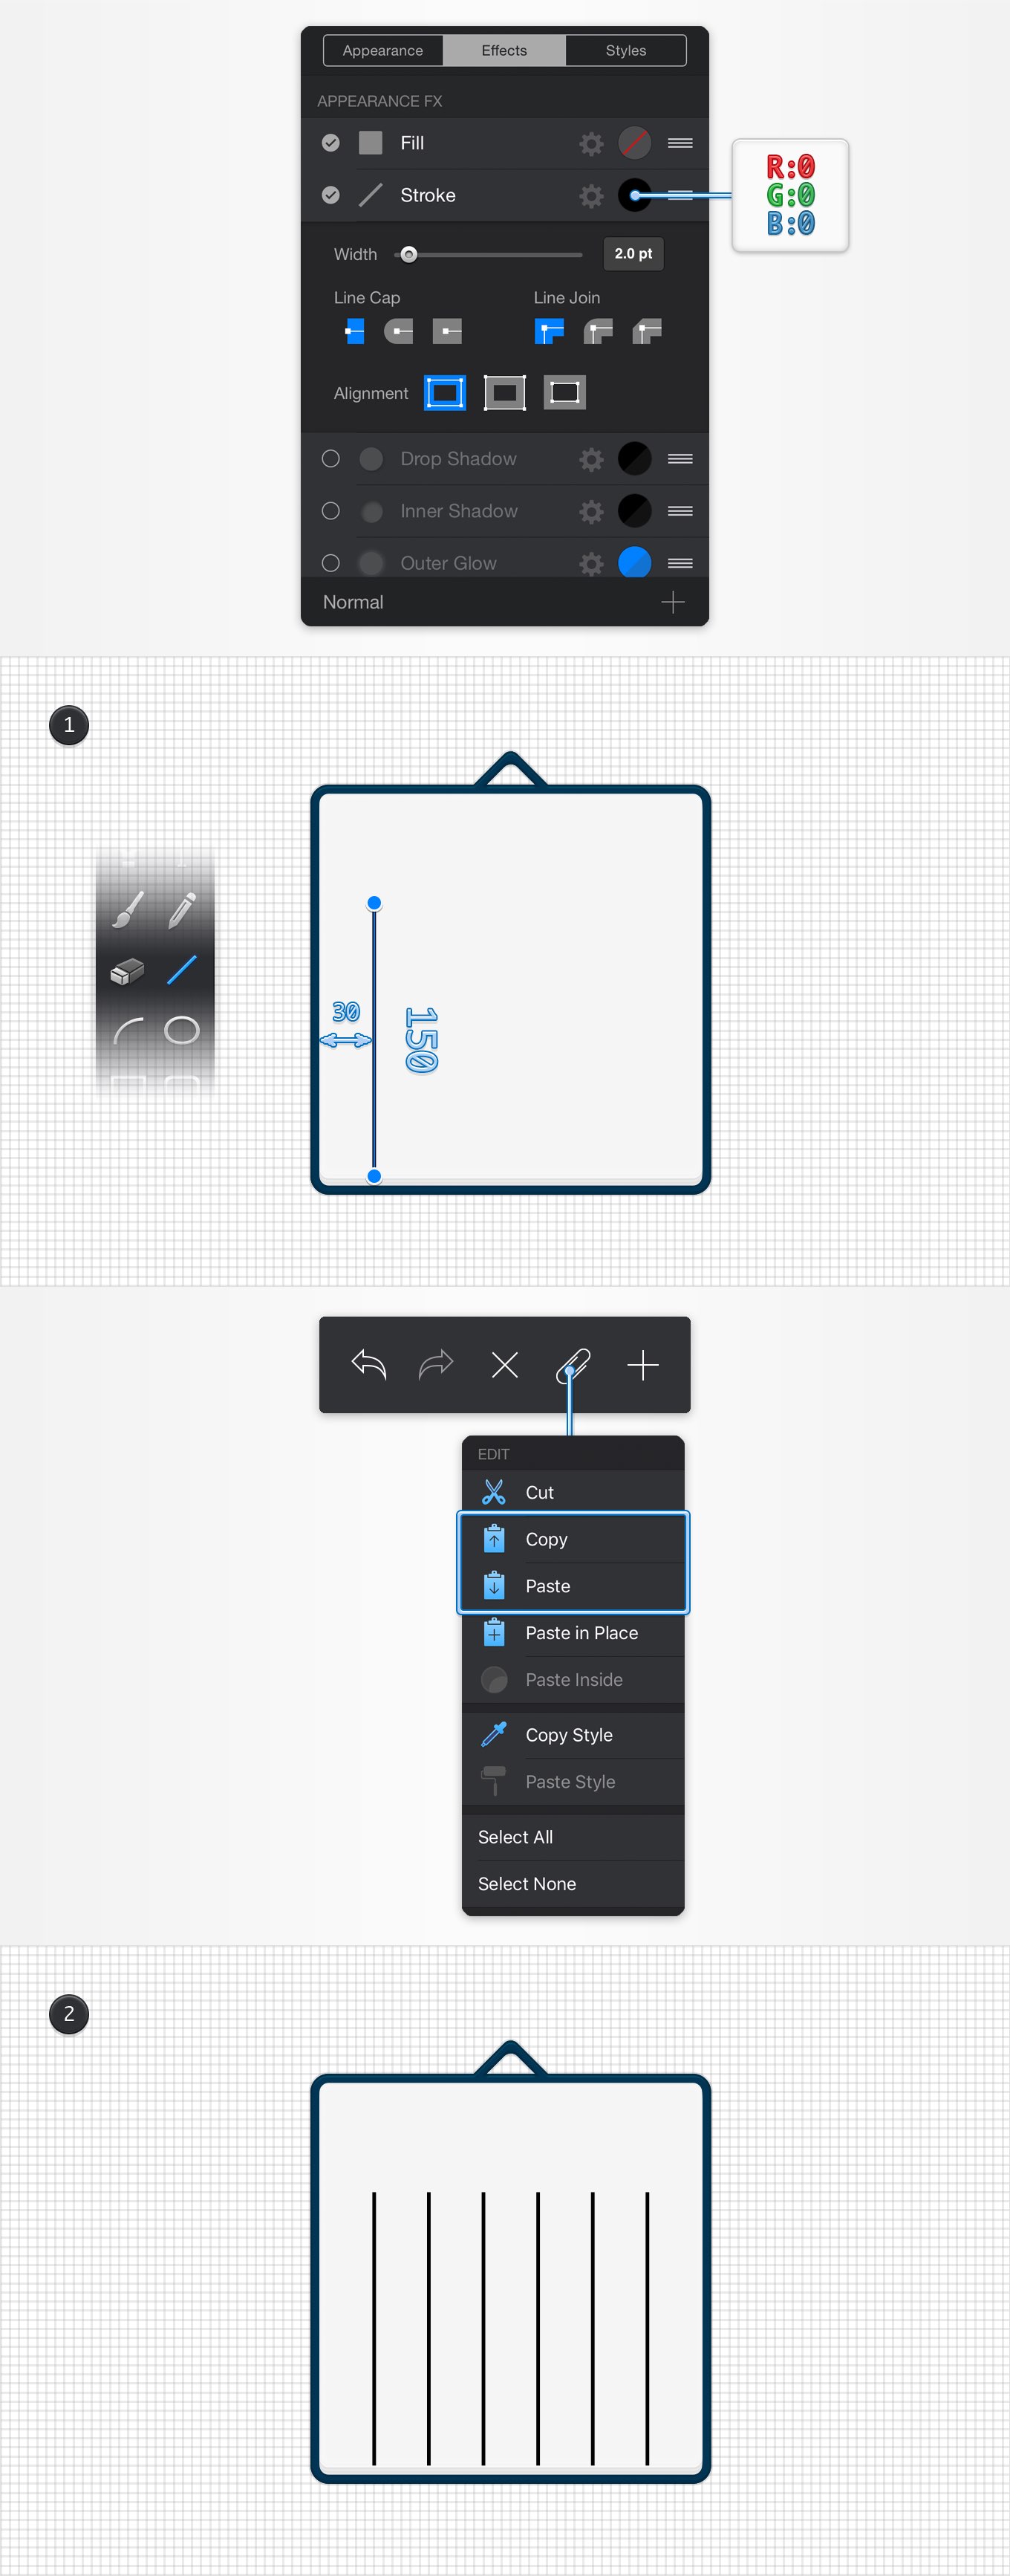 Appearance Effects Styles
APPEARANCE FX
Fill
Stroke
R:0
G:0
B:0
Width 2.0 pt
Line Cap Line Join
Alignment
Drop Shadow
Inner Shadow
Outer Glow
Normal
1
30
150
EDIT
Cut
Copy
Paste
Paste in Place
Paste Inside
Copy Style
Paste Style
Select All
Select None
2